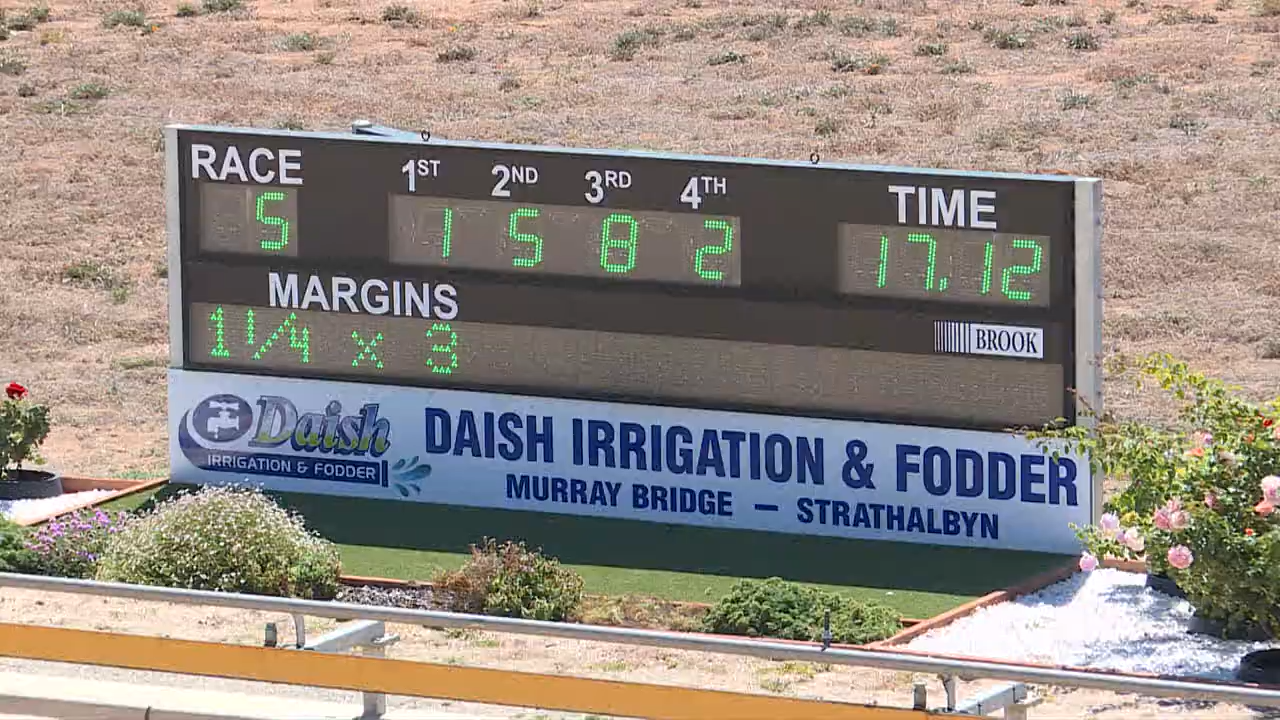 RACE 1ST 2ND 3RD 4TH TIME
5 1 5 8 2 17.12
MARGINS
BROOK
1 1/4 x 3
Daish
IRRIGATION & FODDER
DAISH IRRIGATION & FODDER
MURRAY BRIDGE – STRATHALBYN